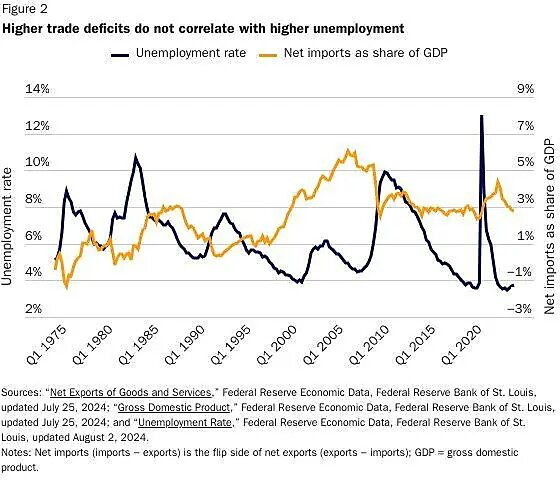 Figure 2
Higher trade deficits do not correlate with higher unemployment
Unemployment rate Net imports as share of GDP
14% 9%
12% 7%
10% 5%
8% 3%
6% 1%
4% −1%
2% −3%
Unemployment rate
Net imports as share of GDP
Q1 1975 Q1 1980 Q1 1985 Q1 1990 Q1 1995 Q1 2000 Q1 2005 Q1 2010 Q1 2015 Q1 2020
Sources: “Net Exports of Goods and Services,” Federal Reserve Economic Data, Federal Reserve Bank of St. Louis,
updated July 25, 2024; “Gross Domestic Product,” Federal Reserve Economic Data, Federal Reserve Bank of St. Louis,
updated July 25, 2024; and “Unemployment Rate,” Federal Reserve Economic Data, Federal Reserve Bank of St.
Louis, updated August 2, 2024.
Notes: Net imports (imports − exports) is the flip side of net exports (exports − imports); GDP = gross domestic
product.